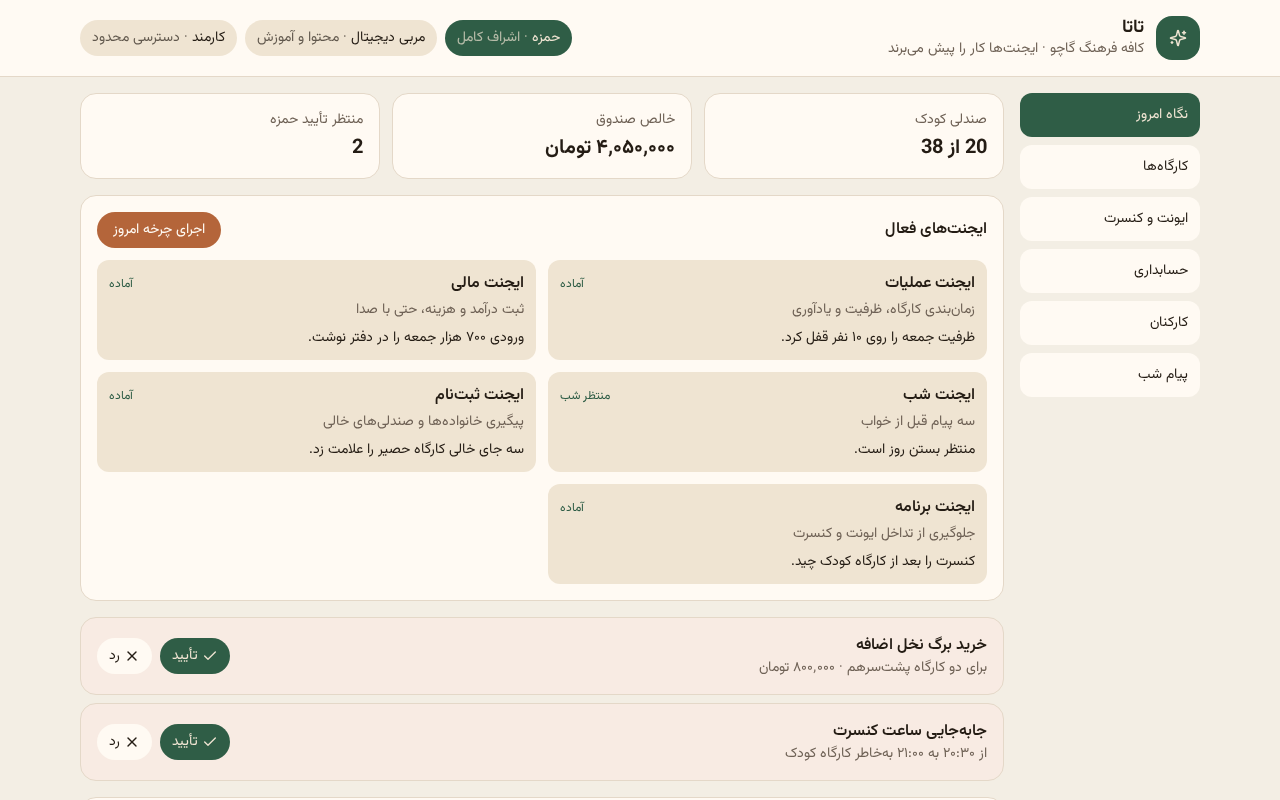 تاتا
کافه فرهنگ گاچو · ایجنت‌ها کار را پیش می‌برند
حمزه · اشراف کامل
مربی دیجیتال · محتوا و آموزش
کارمند · دسترسی محدود
نگاه امروز
کارگاه‌ها
ایونت و کنسرت
حسابداری
کارکنان
پیام شب
صندلی کودک
20 از 38
خالص صندوق
۴٬۰۵۰٬۰۰۰ تومان
منتظر تأیید حمزه
2
ایجنت‌های فعال
اجرای چرخه امروز
ایجنت عملیات
آماده
زمان‌بندی کارگاه، ظرفیت و یادآوری
ظرفیت جمعه را روی ۱۰ نفر قفل کرد.
ایجنت مالی
آماده
ثبت درآمد و هزینه، حتی با صدا
ورودی ۷۰۰ هزار جمعه را در دفتر نوشت.
ایجنت شب
منتظر شب
سه پیام قبل از خواب
منتظر بستن روز است.
ایجنت ثبت‌نام
آماده
پیگیری خانواده‌ها و صندلی‌های خالی
سه جای خالی کارگاه حصیر را علامت زد.
ایجنت برنامه
آماده
جلوگیری از تداخل ایونت و کنسرت
کنسرت را بعد از کارگاه کودک چید.
خرید برگ نخل اضافه
برای دو کارگاه پشت‌سرهم · ۸۰۰٬۰۰۰ تومان
تأیید
رد
جابه‌جایی ساعت کنسرت
از ۲۰:۳۰ به ۲۱:۰۰ به‌خاطر کارگاه کودک
تأیید
رد